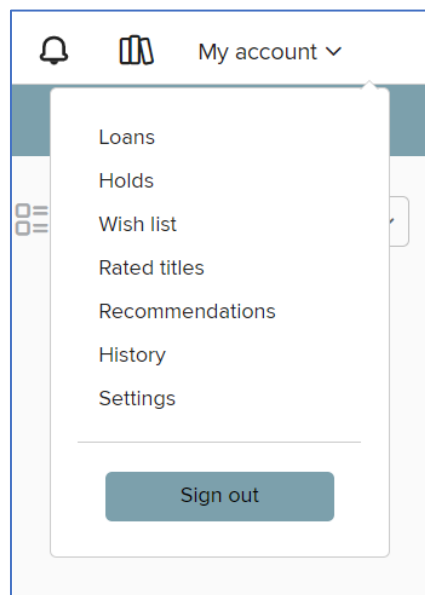 My account
Loans
Holds
Wish list
Rated titles
Recommendations
History
Settings
Sign out